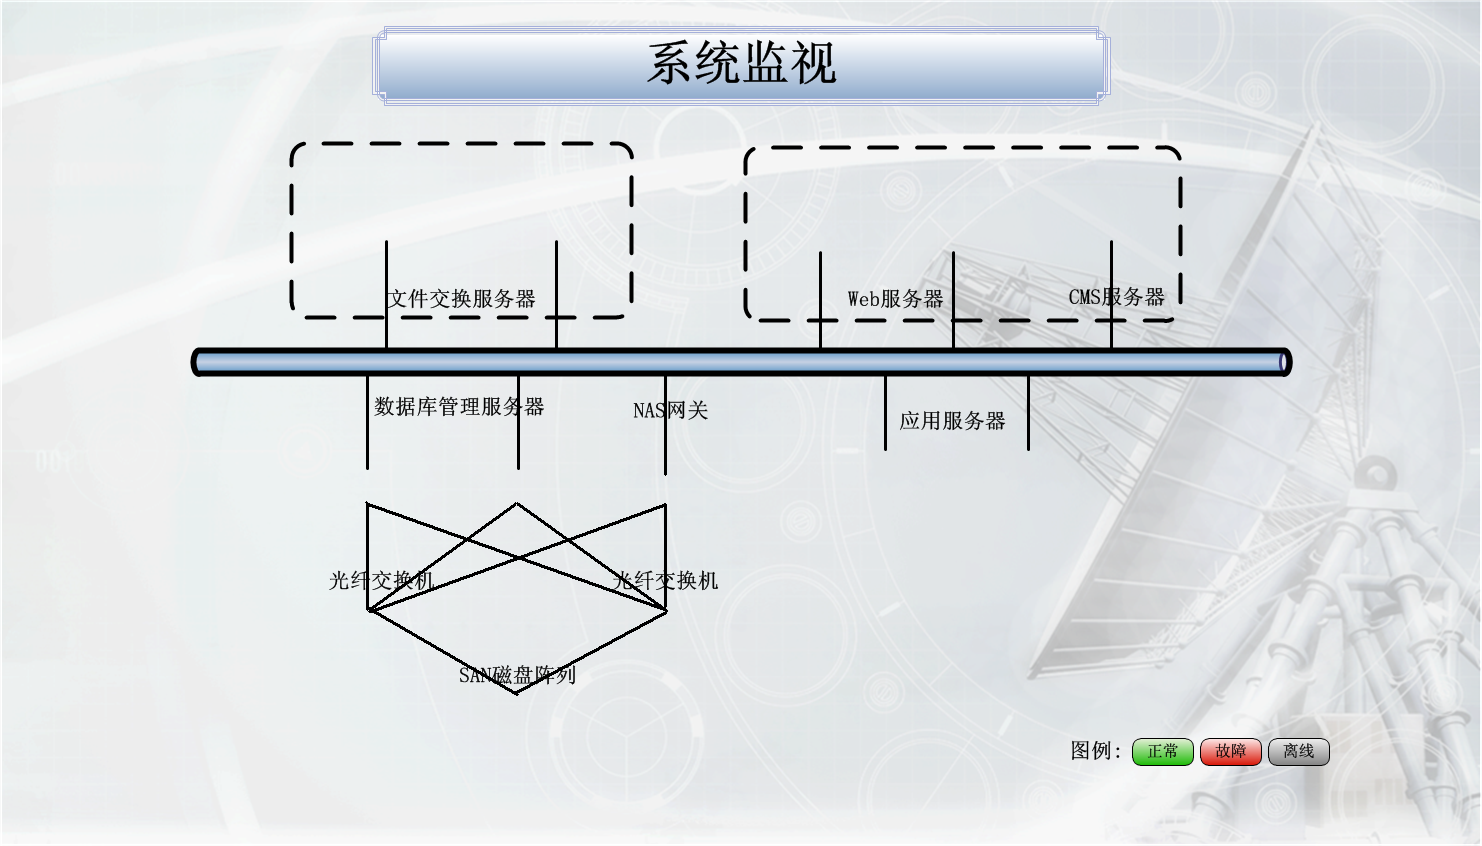 系统监视
文件交换服务器
Web服务器
CMS服务器
数据库管理服务器
NAS网关
应用服务器
光纤交换机
光纤交换机
SAN磁盘阵列
图例:
正常
故障
离线